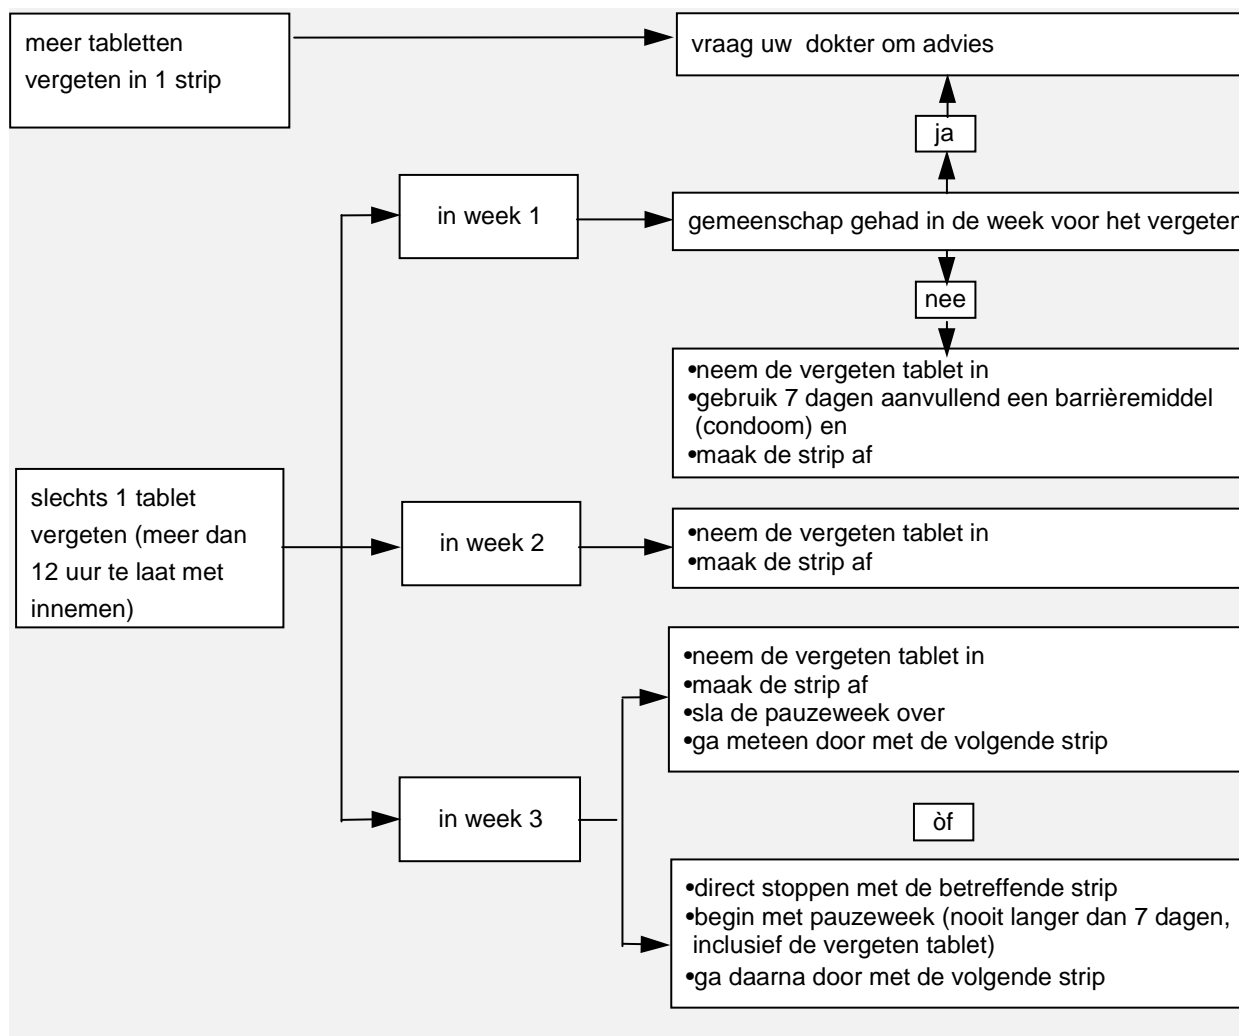 meer tabletten
vergeten in 1 strip
vraag uw dokter om advies
ja
in week 1
gemeenschap gehad in de week voor het vergeten
nee
•neem de vergeten tablet in
•gebruik 7 dagen aanvullend een barrièremiddel
(condoom) en
•maak de strip af
slechts 1 tablet
vergeten (meer dan
12 uur te laat met
innemen)
in week 2
•neem de vergeten tablet in
•maak de strip af
in week 3
•neem de vergeten tablet in
•maak de strip af
•sla de pauzeweek over
•ga meteen door met de volgende strip
òf
•direct stoppen met de betreffende strip
•begin met pauzeweek (nooit langer dan 7 dagen,
inclusief de vergeten tablet)
•ga daarna door met de volgende strip